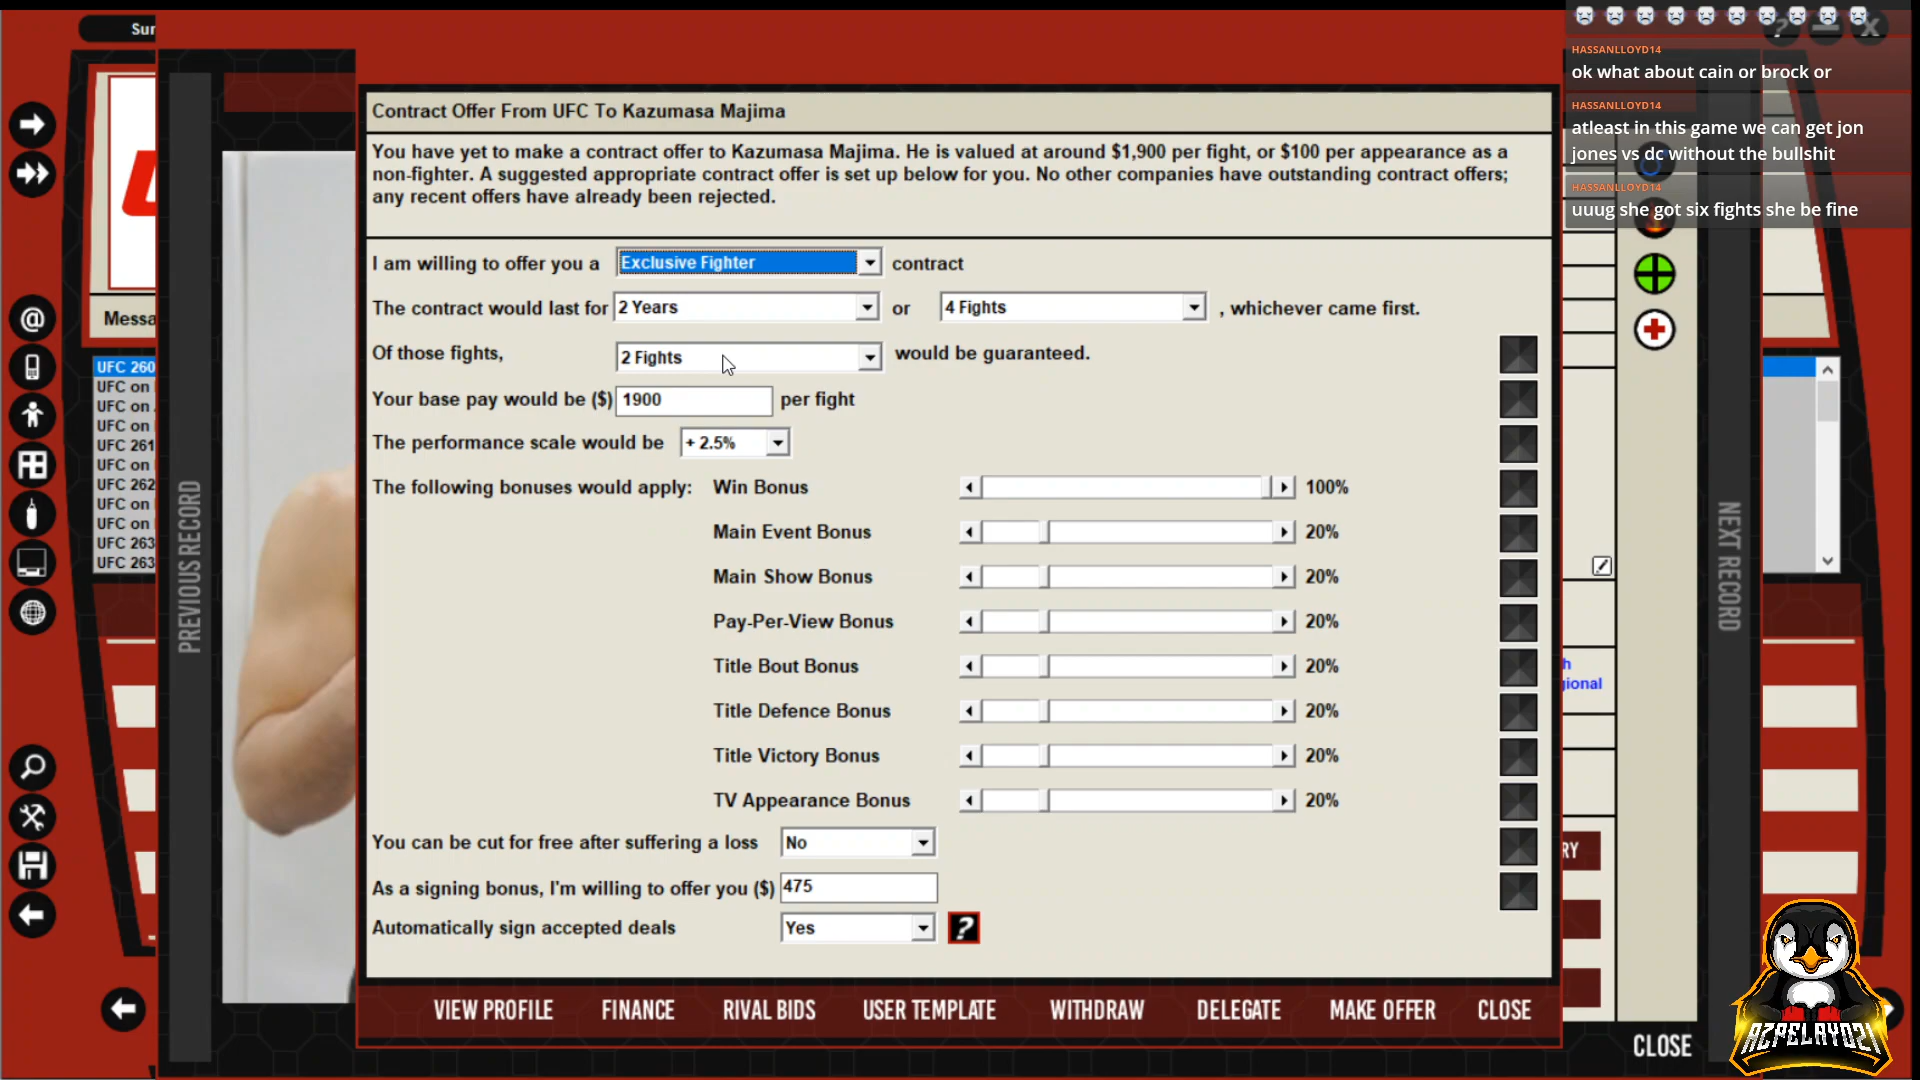 Sur
HASSANLLOYD14
ok what about cain or brock or
HASSANLLOYD14
atleast in this game we can get jon
jones vs dc without the bullshit
HASSANLLOYD14
uuug she got six fights she be fine
Contract Offer From UFC To Kazumasa Majima
You have yet to make a contract offer to Kazumasa Majima. He is valued at around $1,900 per fight, or $100 per appearance as a
non-fighter. A suggested appropriate contract offer is set up below for you. No other companies have outstanding contract offers;
any recent offers have already been rejected.
I am willing to offer you a Exclusive Fighter contract
The contract would last for 2 Years or 4 Fights , whichever came first.
Of those fights, 2 Fights would be guaranteed.
Your base pay would be ($) 1900 per fight
The performance scale would be + 2.5%
The following bonuses would apply: Win Bonus 100%
Main Event Bonus 20%
Main Show Bonus 20%
Pay-Per-View Bonus 20%
Title Bout Bonus 20%
Title Defence Bonus 20%
Title Victory Bonus 20%
TV Appearance Bonus 20%
You can be cut for free after suffering a loss No
As a signing bonus, I'm willing to offer you ($) 475
Automatically sign accepted deals Yes ?
VIEW PROFILE FINANCE RIVAL BIDS USER TEMPLATE WITHDRAW DELEGATE MAKE OFFER CLOSE
Messa
UFC 260
UFC on
UFC on
UFC on
UFC 261
UFC on
UFC 262
UFC on
UFC on
UFC 263
UFC 263
PREVIOUS RECORD
NEXT RECORD
h
gional
RY
CLOSE
AZPELAYO21